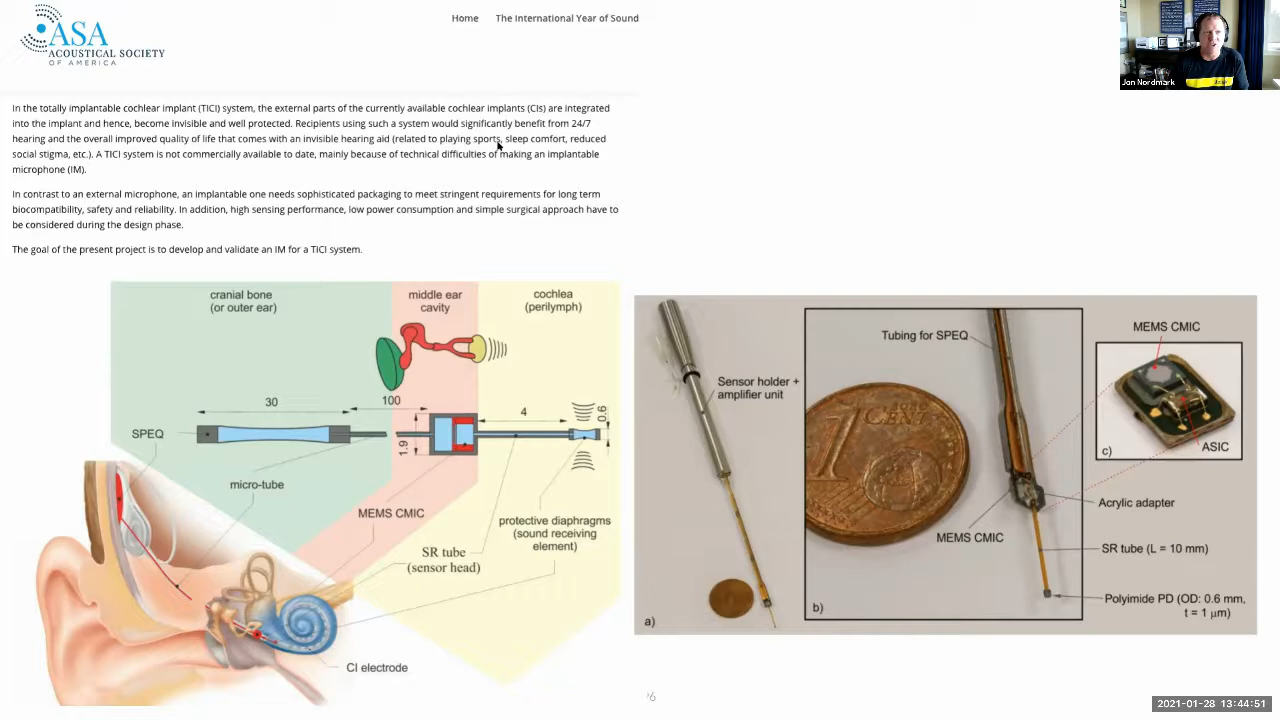 ASA
ACOUSTICAL SOCIETY
OF AMERICA
Home The International Year of Sound
Jon Nordmark
In the totally implantable cochlear implant (TICI) system, the external parts of the currently available cochlear implants (CIs) are integrated
into the implant and hence, become invisible and well protected. Recipients using such a system would significantly benefit from 24/7
hearing and the overall improved quality of life that comes with an invisible hearing aid (related to playing sports, sleep comfort, reduced
social stigma, etc.). A TICI system is not commercially available to date, mainly because of technical difficulties of making an implantable
microphone (IM).
In contrast to an external microphone, an implantable one needs sophisticated packaging to meet stringent requirements for long term
biocompatibility, safety and reliability. In addition, high sensing performance, low power consumption and simple surgical approach have to
be considered during the design phase.
The goal of the present project is to develop and validate an IM for a TICI system.
cranial bone
(or outer ear)
middle ear
cavity
cochlea
(perilymph)
30
100
4
0.6
1.9
SPEQ
micro-tube
MEMS CMIC
SR tube
(sensor head)
protective diaphragms
(sound receiving
element)
CI electrode
Sensor holder +
amplifier unit
a)
Tubing for SPEQ
1 CENT
MEMS CMIC
b)
MEMS CMIC
ASIC
c)
Acrylic adapter
SR tube (L = 10 mm)
Polyimide PD (OD: 0.6 mm,
t = 1 μm)
2021-01-28 13:44:51